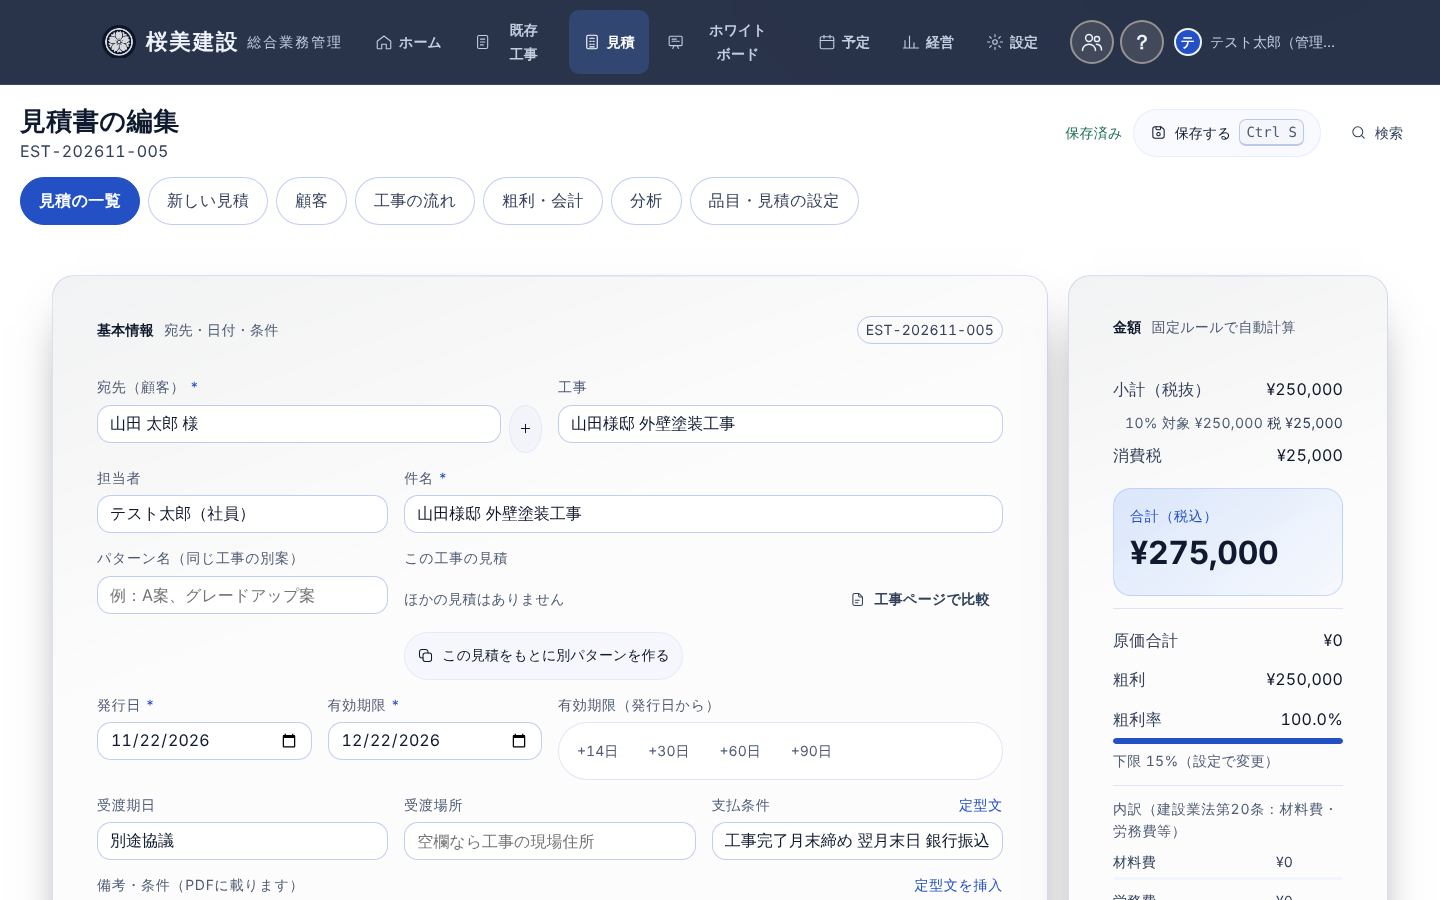 桜美建設 総合業務管理
ホーム
既存
工事
見積
ホワイト
ボード
予定
経営
設定
?
テ テスト太郎（管理...
見積書の編集
EST-202611-005
保存済み
保存する Ctrl S
検索
見積の一覧
新しい見積
顧客
工事の流れ
粗利・会計
分析
品目・見積の設定
基本情報 宛先・日付・条件
EST-202611-005
宛先（顧客） *
山田 太郎 様
+
工事
山田様邸 外壁塗装工事
担当者
テスト太郎（社員）
件名 *
山田様邸 外壁塗装工事
パターン名（同じ工事の別案）
例：A案、グレードアップ案
この工事の見積
ほかの見積はありません
工事ページで比較
この見積をもとに別パターンを作る
発行日 *
11/22/2026
有効期限 *
12/22/2026
有効期限（発行日から）
+14日 +30日 +60日 +90日
受渡期日
別途協議
受渡場所
空欄なら工事の現場住所
支払条件 定型文
工事完了月末締め 翌月末日 銀行振込
備考・条件（PDFに載ります） 定型文を挿入
金額 固定ルールで自動計算
小計（税抜） ¥250,000
10% 対象 ¥250,000 税 ¥25,000
消費税 ¥25,000
合計（税込）
¥275,000
原価合計 ¥0
粗利 ¥250,000
粗利率 100.0%
下限 15%（設定で変更）
内訳（建設業法第20条：材料費・
労務費等）
材料費 ¥0
労務費 ¥0